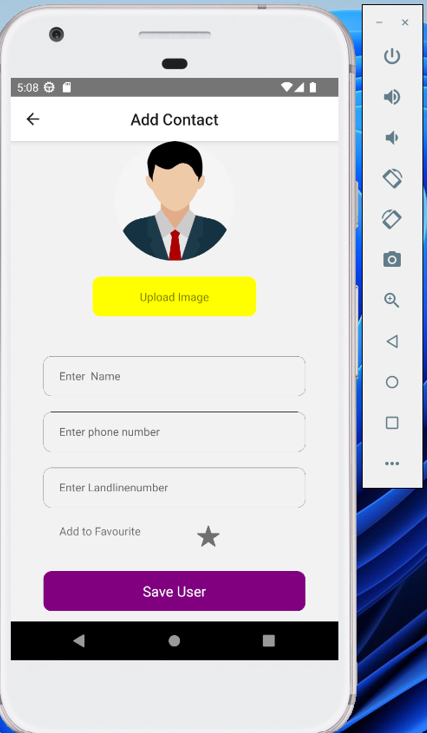 5:08
Add Contact
Upload Image
Enter  Name
Enter phone number
Enter Landlinenumber
Add to Favourite
Save User